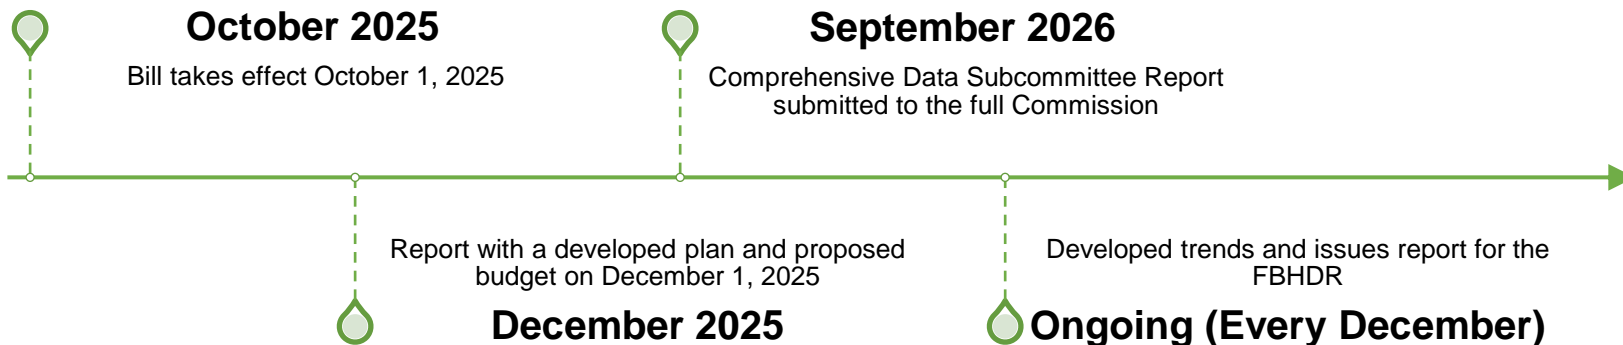 October 2025
Bill takes effect October 1, 2025
September 2026
Comprehensive Data Subcommittee Report
submitted to the full Commission
Report with a developed plan and proposed
budget on December 1, 2025
December 2025
Developed trends and issues report for the
FBHDR
Ongoing (Every December)